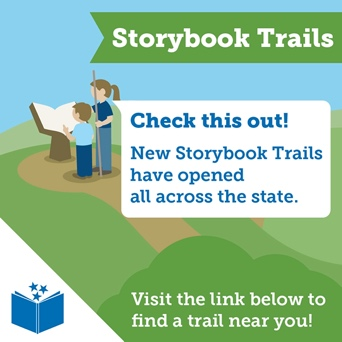 Storybook Trails
Check this out!
New Storybook Trails
have opened
all across the state.
Visit the link below to
find a trail near you!